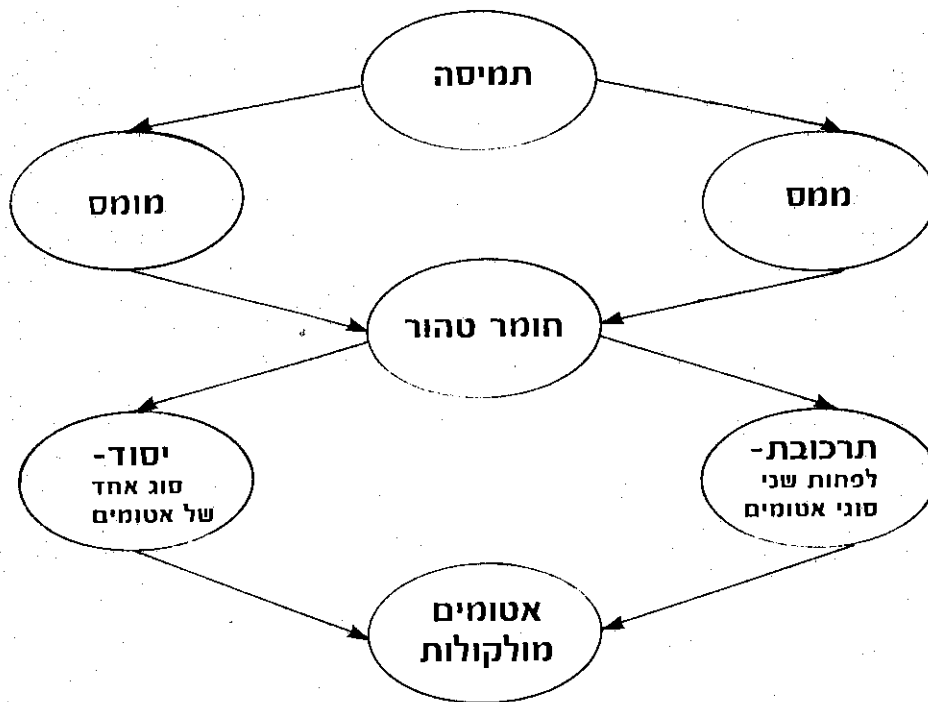 תמיסה
ממס
מומס
חומר טהור
תרכובת-
לפחות שני
סוגי אטומים
יסוד-
סוג אחד
של אטומים
אטומים
מולקולות